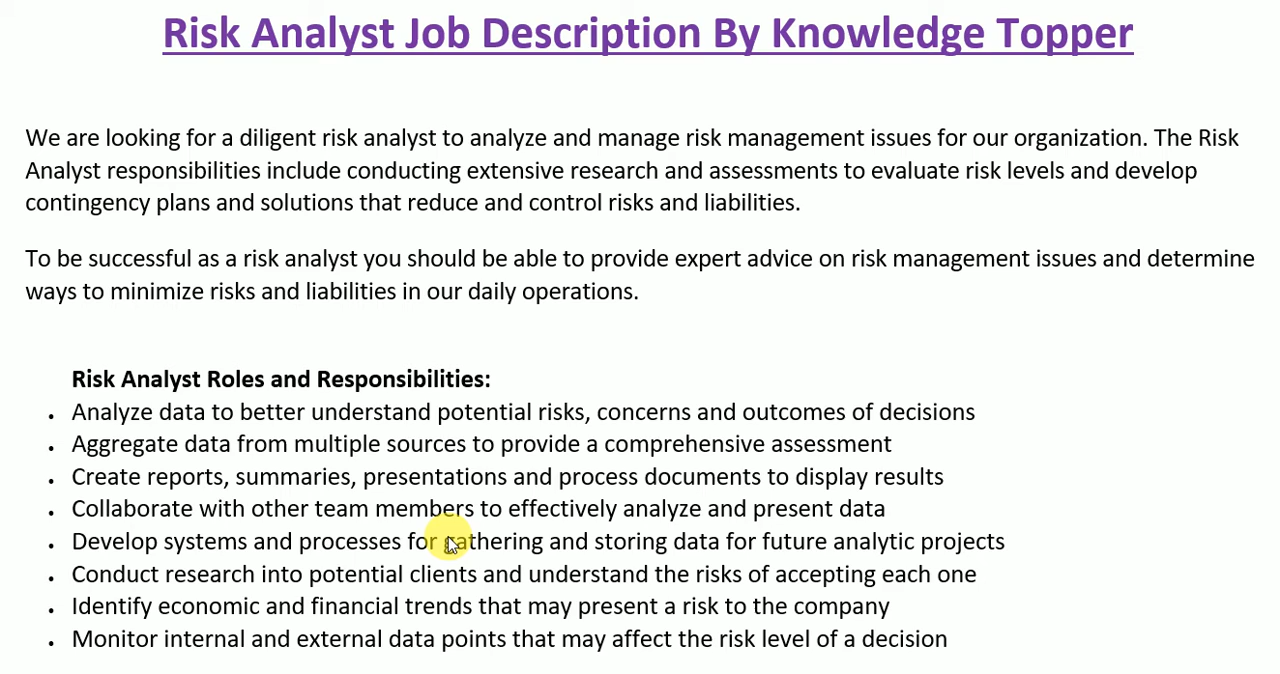 Risk Analyst Job Description By Knowledge Topper
We are looking for a diligent risk analyst to analyze and manage risk management issues for our organization. The Risk
Analyst responsibilities include conducting extensive research and assessments to evaluate risk levels and develop
contingency plans and solutions that reduce and control risks and liabilities.
To be successful as a risk analyst you should be able to provide expert advice on risk management issues and determine
ways to minimize risks and liabilities in our daily operations.
Risk Analyst Roles and Responsibilities:
• Analyze data to better understand potential risks, concerns and outcomes of decisions
• Aggregate data from multiple sources to provide a comprehensive assessment
• Create reports, summaries, presentations and process documents to display results
• Collaborate with other team members to effectively analyze and present data
• Develop systems and processes for gathering and storing data for future analytic projects
• Conduct research into potential clients and understand the risks of accepting each one
• Identify economic and financial trends that may present a risk to the company
• Monitor internal and external data points that may affect the risk level of a decision